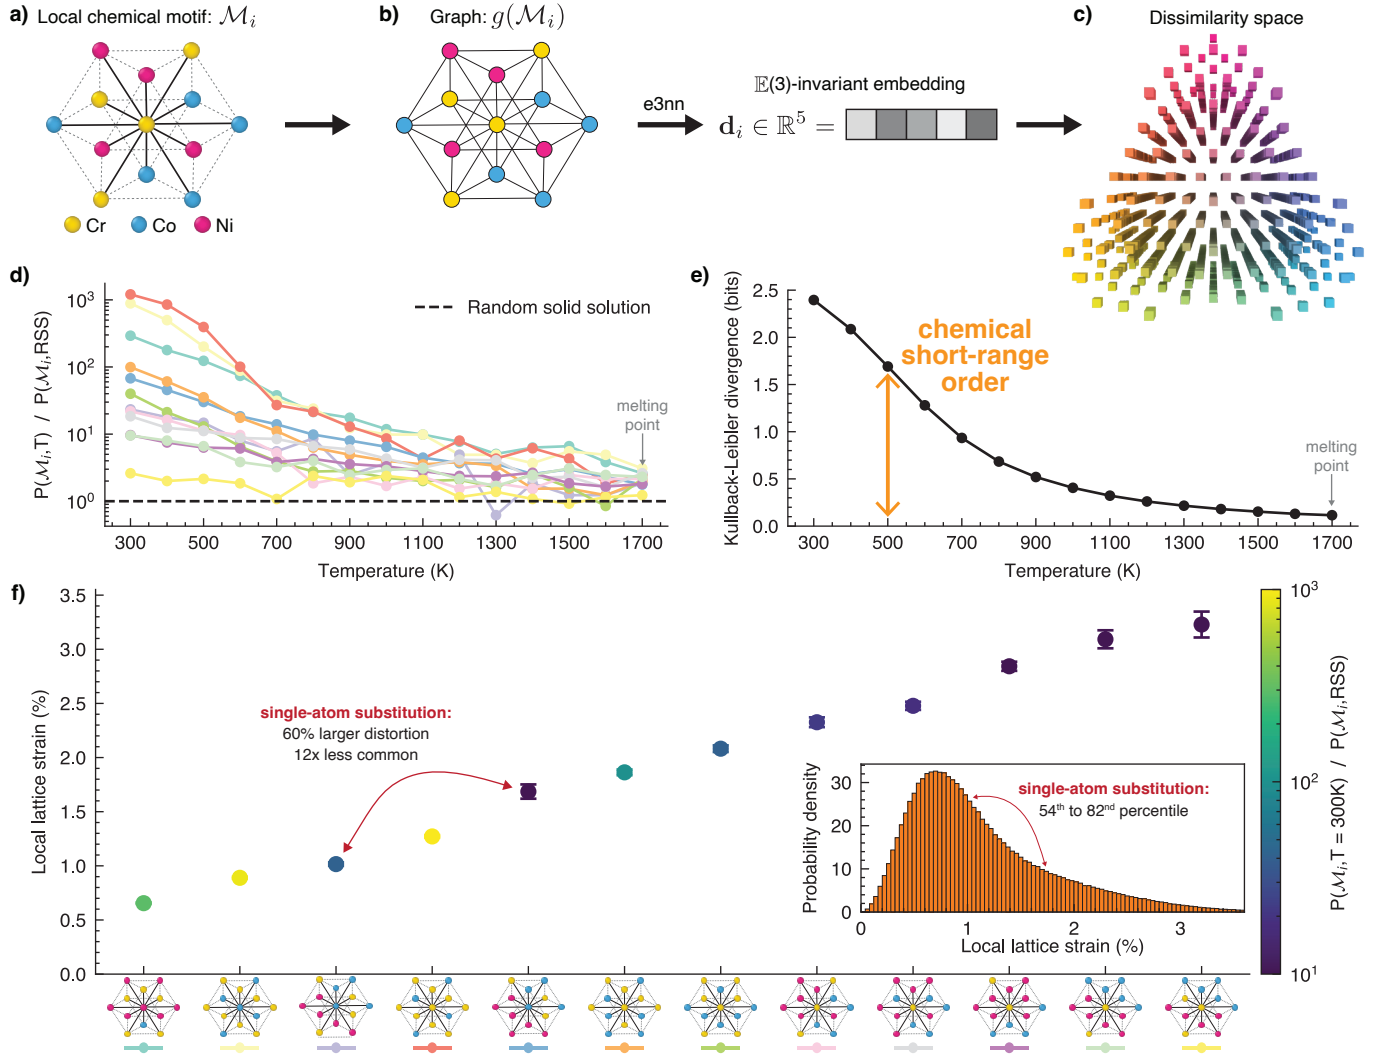 a) Local chemical motif: ℳᵢ
b) Graph: g(ℳᵢ)
c) Dissimilarity space
e3nn
𝔼(3)-invariant embedding
dᵢ ∈ ℝ⁵ =
Cr Co Ni
d)
P(ℳᵢ,T) / P(ℳᵢ,RSS)
10³
10²
10¹
10⁰
Random solid solution
melting
point
300 500 700 900 1100 1300 1500 1700
Temperature (K)
e)
Kullback-Leibler divergence (bits)
2.5
2.0
1.5
1.0
0.5
0.0
chemical
short-range
order
melting
point
300 500 700 900 1100 1300 1500 1700
Temperature (K)
f)
Local lattice strain (%)
3.5
3.0
2.5
2.0
1.5
1.0
0.5
0.0
single-atom substitution:
60% larger distortion
12x less common
Probability density
30
20
10
0
single-atom substitution:
54ᵗʰ to 82ⁿᵈ percentile
0 1 2 3
Local lattice strain (%)
10³
10²
10¹
P(ℳᵢ,T = 300K) / P(ℳᵢ,RSS)